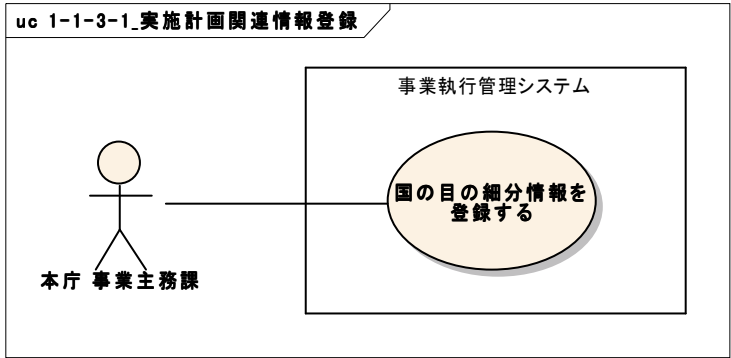 uc 1-1-3-1_実施計画関連情報登録
事業執行管理システム
国の目の細分情報を
登録する
本庁 事業主務課